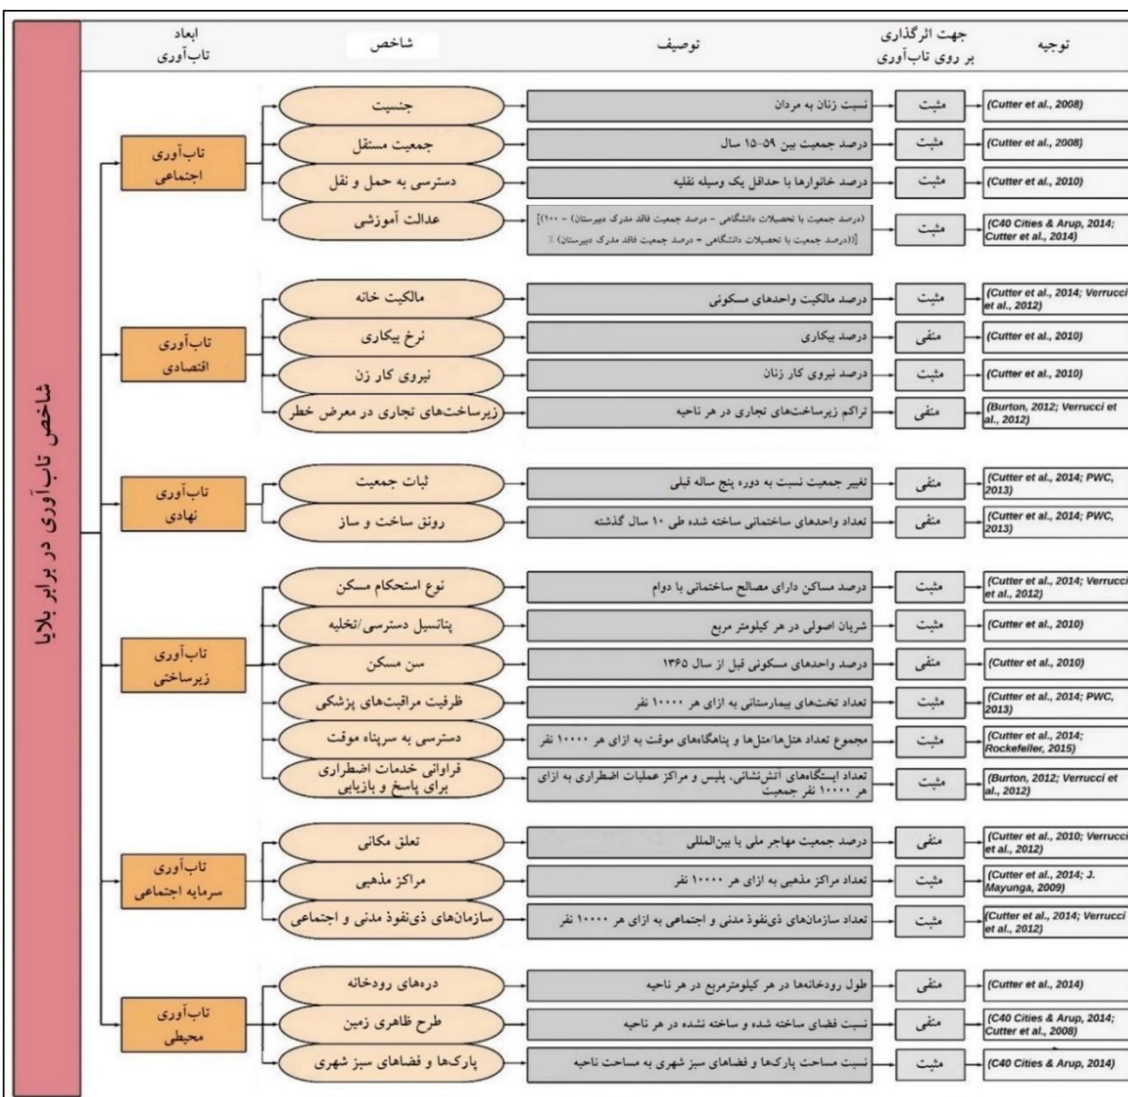 ابعاد
تاب‌آوری
شاخص
توصیف
جهت اثرگذاری
بر روی تاب‌آوری
توجیه
شاخص تاب‌آوری در برابر بلایا
تاب‌آوری
اجتماعی
جنسیت
نسبت زنان به مردان
مثبت
(Cutter et al., 2008)
جمعیت مستقل
درصد جمعیت بین ۵۹-۱۵ سال
مثبت
(Cutter et al., 2008)
دسترسی به حمل و نقل
درصد خانوارها با حداقل یک وسیله نقلیه
مثبت
(Cutter et al., 2010)
عدالت آموزشی
(درصد جمعیت با تحصیلات دانشگاهی - درصد جمعیت فاقد مدرک دبیرستان) - ۱۰۰)]
[((درصد جمعیت با تحصیلات دانشگاهی + درصد جمعیت فاقد مدرک دبیرستان) ٪
مثبت
(C40 Cities & Arup, 2014;
Cutter et al., 2014)
تاب‌آوری
اقتصادی
مالکیت خانه
درصد مالکیت واحدهای مسکونی
مثبت
(Cutter et al., 2014; Verrucci
et al., 2012)
نرخ بیکاری
درصد بیکاری
منفی
(Cutter et al., 2010)
نیروی کار زن
درصد نیروی کار زنان
مثبت
(Cutter et al., 2010)
زیرساخت‌های تجاری در معرض خطر
تراکم زیرساخت‌های تجاری در هر ناحیه
منفی
(Burton, 2012; Verrucci et
al., 2012)
تاب‌آوری
نهادی
ثبات جمعیت
تغییر جمعیت نسبت به دوره پنج ساله قبلی
منفی
(Cutter et al., 2014; PWC,
2013)
رونق ساخت و ساز
تعداد واحدهای ساختمانی ساخته شده طی ۱۰ سال گذشته
منفی
(Cutter et al., 2014; PWC,
2013)
تاب‌آوری
زیرساختی
نوع استحکام مسکن
درصد مساکن دارای مصالح ساختمانی با دوام
مثبت
(Cutter et al., 2014; Verrucci
et al., 2012)
پتانسیل دسترسی/تخلیه
شریان اصولی در هر کیلومتر مربع
مثبت
(Cutter et al., 2010)
سن مسکن
درصد واحدهای مسکونی قبل از سال ۱۳۶۵
منفی
(Cutter et al., 2010)
ظرفیت مراقبت‌های پزشکی
تعداد تخت‌های بیمارستانی به ازای هر ۱۰۰۰۰ نفر
مثبت
(Cutter et al., 2014; PWC,
2013)
دسترسی به سرپناه موقت
مجموع تعداد هتل‌ها/متل‌ها و پناهگاه‌های موقت به ازای هر ۱۰۰۰۰ نفر
مثبت
(Cutter et al., 2014;
Rockefeller, 2015)
فراوانی خدمات اضطراری
برای پاسخ و بازیابی
تعداد ایستگاه‌های آتش‌نشانی، پلیس و مراکز عملیات اضطراری به ازای
هر ۱۰۰۰۰ نفر جمعیت
مثبت
(Burton, 2012; Verrucci et
al., 2012)
تاب‌آوری
سرمایه اجتماعی
تعلق مکانی
درصد جمعیت مهاجر ملی یا بین‌المللی
منفی
(Cutter et al., 2010; Verrucci
et al., 2012)
مراکز مذهبی
تعداد مراکز مذهبی به ازای هر ۱۰۰۰۰ نفر
مثبت
(Cutter et al., 2014; J.
Mayunga, 2009)
سازمان‌های ذی‌نفوذ مدنی و اجتماعی
تعداد سازمان‌های ذی‌نفوذ مدنی و اجتماعی به ازای هر ۱۰۰۰۰ نفر
مثبت
(Cutter et al., 2014; Verrucci
et al., 2012)
تاب‌آوری
محیطی
دره‌های رودخانه
طول رودخانه‌ها در هر کیلومترمربع در هر ناحیه
منفی
(Cutter et al., 2014)
طرح ظاهری زمین
نسبت فضای ساخته شده و ساخته نشده در هر ناحیه
منفی
(C40 Cities & Arup, 2014;
Cutter et al., 2008)
پارک‌ها و فضاهای سبز شهری
نسبت مساحت پارک‌ها و فضاهای سبز شهری به مساحت ناحیه
مثبت
(C40 Cities & Arup, 2014)